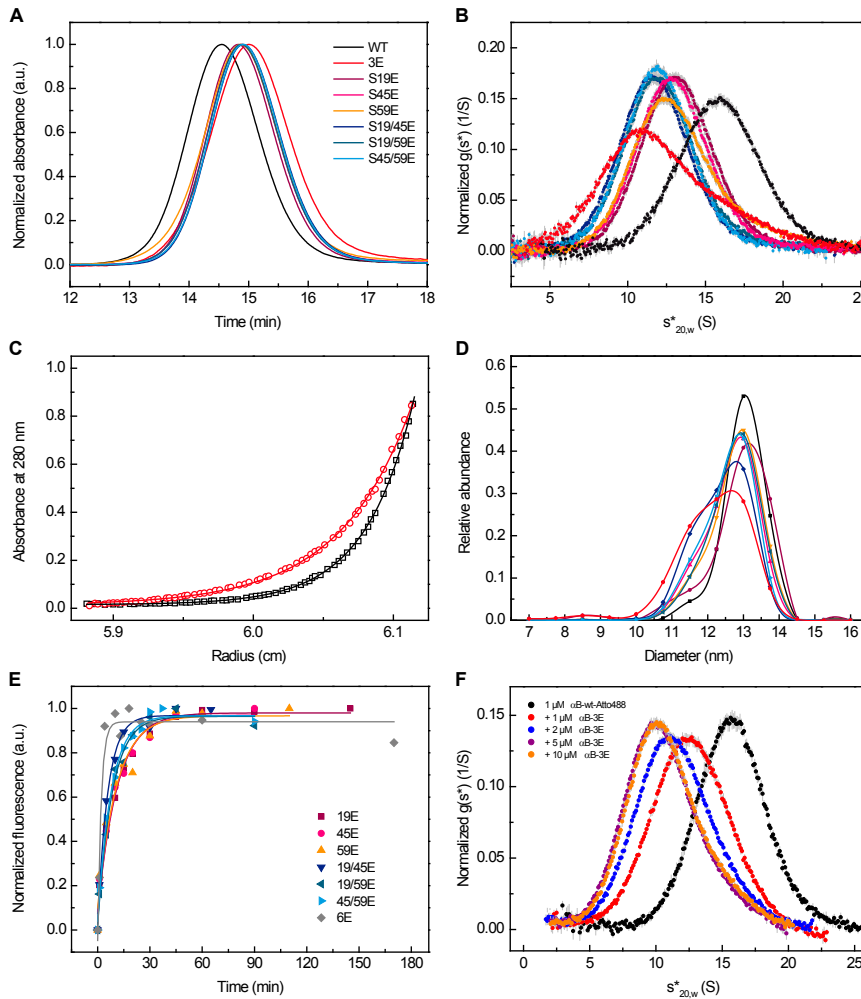 A
Normalized absorbance (a.u.)
1.0
0.8
0.6
0.4
0.2
0.0
12 13 14 15 16 17 18
Time (min)
WT
3E
S19E
S45E
S59E
S19/45E
S19/59E
S45/59E
B
Normalized g(s*) (1/S)
0.20
0.15
0.10
0.05
0.00
5 10 15 20 25
s*20,w (S)
C
Absorbance at 280 nm
1.0
0.8
0.6
0.4
0.2
0.0
5.9 6.0 6.1
Radius (cm)
D
Relative abundance
0.6
0.5
0.4
0.3
0.2
0.1
0.0
7 8 9 10 11 12 13 14 15 16
Diameter (nm)
E
Normalized fluorescence (a.u.)
1.0
0.8
0.6
0.4
0.2
0.0
0 30 60 90 120 150 180
Time (min)
19E
45E
59E
19/45E
19/59E
45/59E
6E
F
Normalized g(s*) (1/S)
0.15
0.10
0.05
0.00
0 5 10 15 20 25
s*20,w (S)
1 µM αB-wt-Atto488
+ 1 µM αB-3E
+ 2 µM αB-3E
+ 5 µM αB-3E
+ 10 µM αB-3E